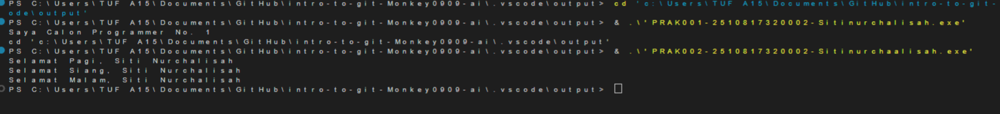 PS C:\Users\TUF A15\Documents\GitHub\intro-to-git-Monkey0909-ai\.vscode\output> cd 'c:\Users\TUF A15\Documents\GitHub\intro-to-git-
ode\output'
PS C:\Users\TUF A15\Documents\GitHub\intro-to-git-Monkey0909-ai\.vscode\output> & .\'PRAK001-2510817320002-Sitinurchalisah.exe'
Saya Calon Programmer No. 1
cd 'c:\Users\TUF A15\Documents\GitHub\intro-to-git-Monkey0909-ai\.vscode\output'
PS C:\Users\TUF A15\Documents\GitHub\intro-to-git-Monkey0909-ai\.vscode\output> & .\'PRAK002-2510817320002-Sitinurchaalisah.exe'
Selamat Pagi, Siti Nurchalisah
Selamat Siang, Siti Nurchalisah
Selamat Malam, Siti Nurchalisah
PS C:\Users\TUF A15\Documents\GitHub\intro-to-git-Monkey0909-ai\.vscode\output>